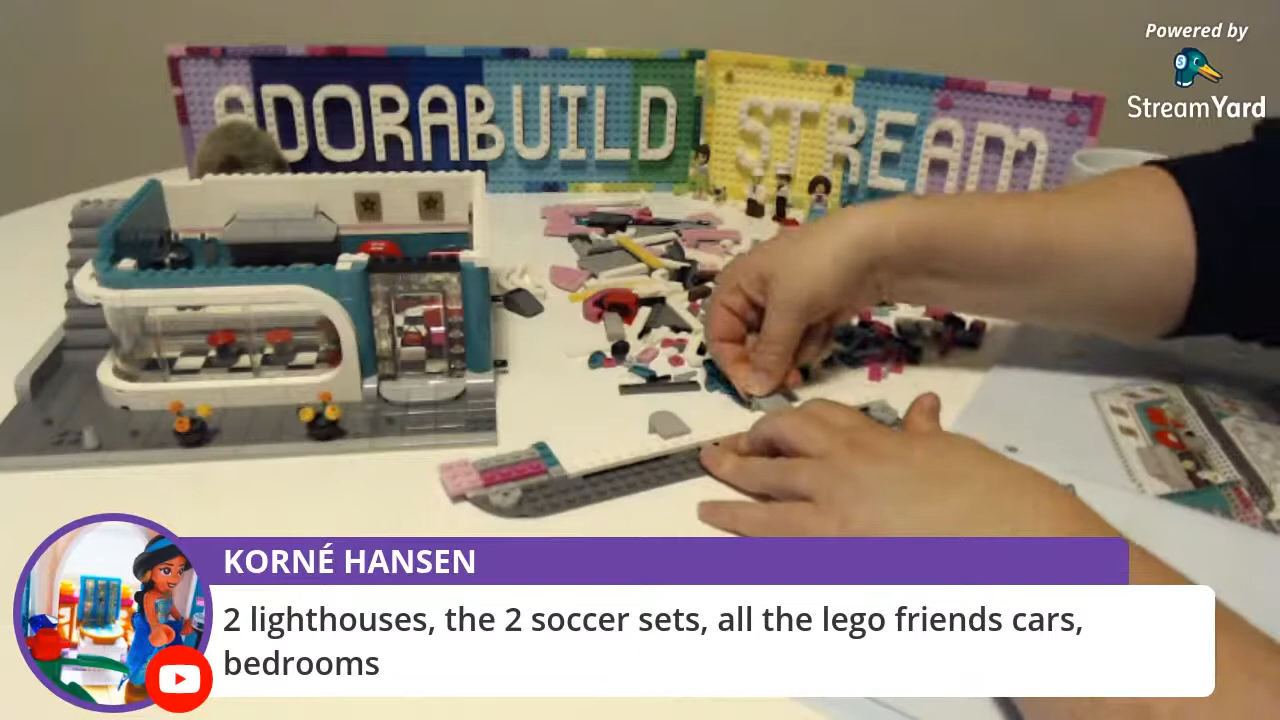 Powered by
StreamYard
ADORABUILD STREAM
KORNÉ HANSEN
2 lighthouses, the 2 soccer sets, all the lego friends cars,
bedrooms